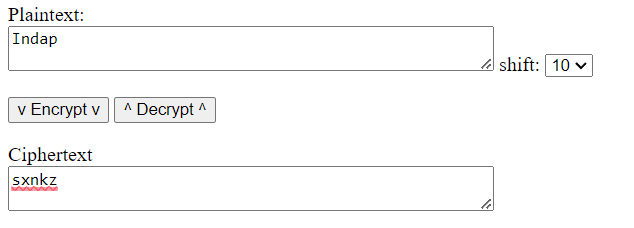 Plaintext:
Indap
shift: 10
v Encrypt v ^ Decrypt ^
Ciphertext
sxnkz